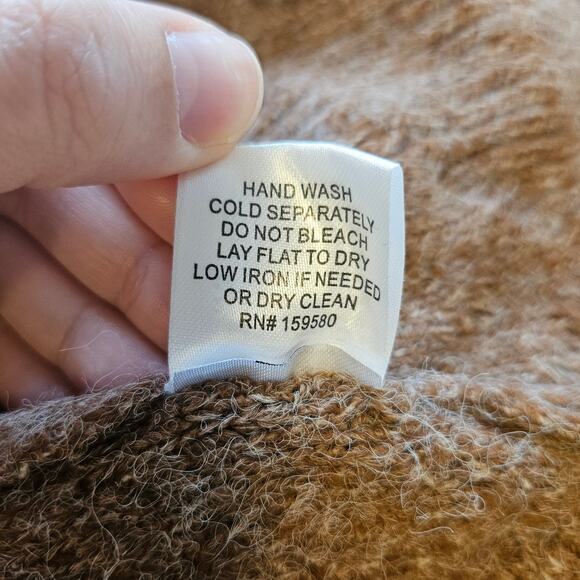 HAND WASH
COLD SEPARATELY
DO NOT BLEACH
LAY FLAT TO DRY
LOW IRON IF NEEDED
OR DRY CLEAN
RN# 159580